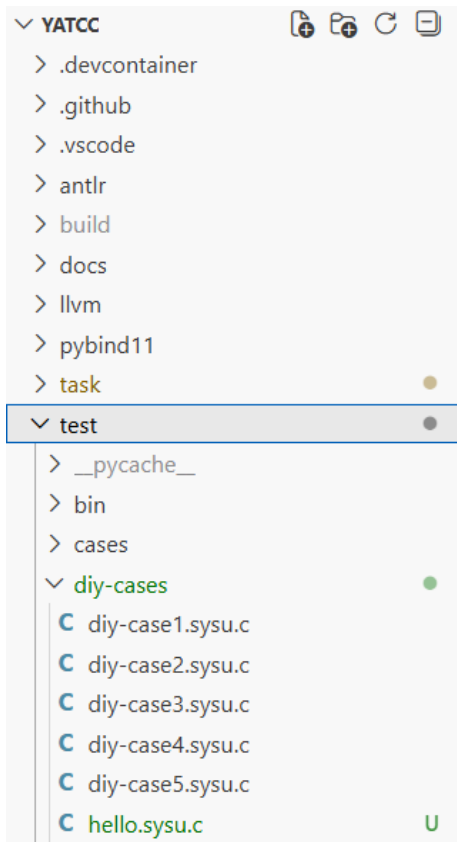 YATCC
.devcontainer
.github
.vscode
antlr
build
docs
llvm
pybind11
task
test
__pycache__
bin
cases
diy-cases
C diy-case1.sysu.c
C diy-case2.sysu.c
C diy-case3.sysu.c
C diy-case4.sysu.c
C diy-case5.sysu.c
C hello.sysu.c U